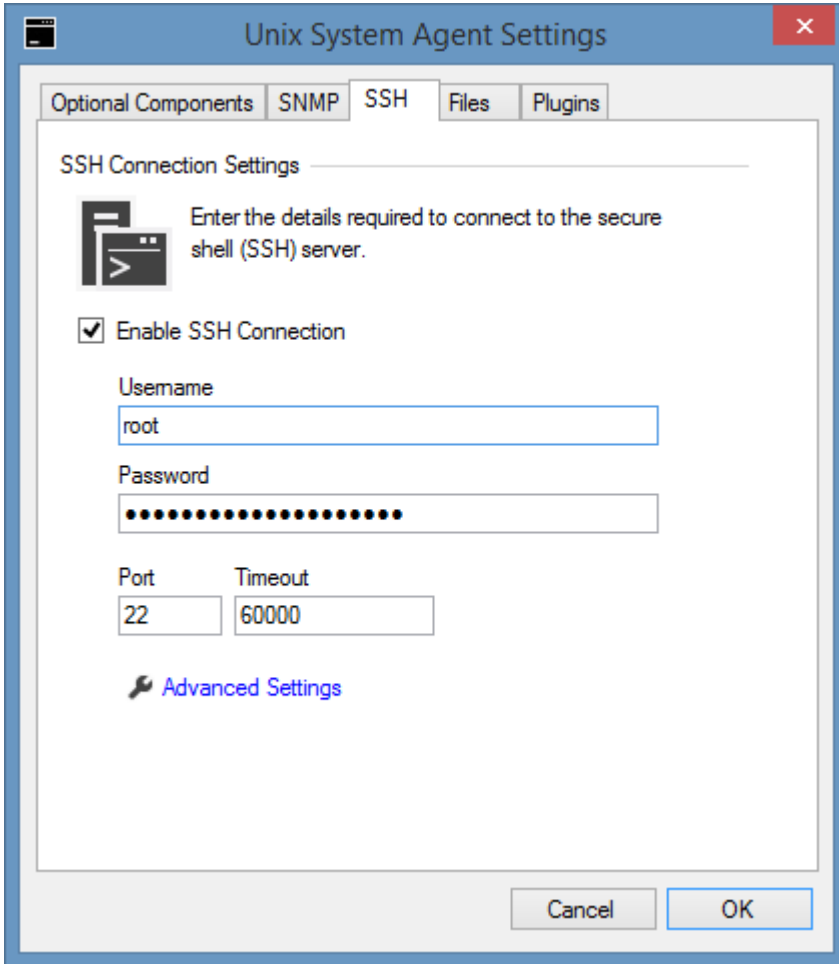 Unix System Agent Settings
Optional Components
SNMP
SSH
Files
Plugins
SSH Connection Settings
Enter the details required to connect to the secure
shell (SSH) server.
Enable SSH Connection
Username
root
Password
••••••••••••••••••••
Port
Timeout
22
60000
Advanced Settings
Cancel
OK